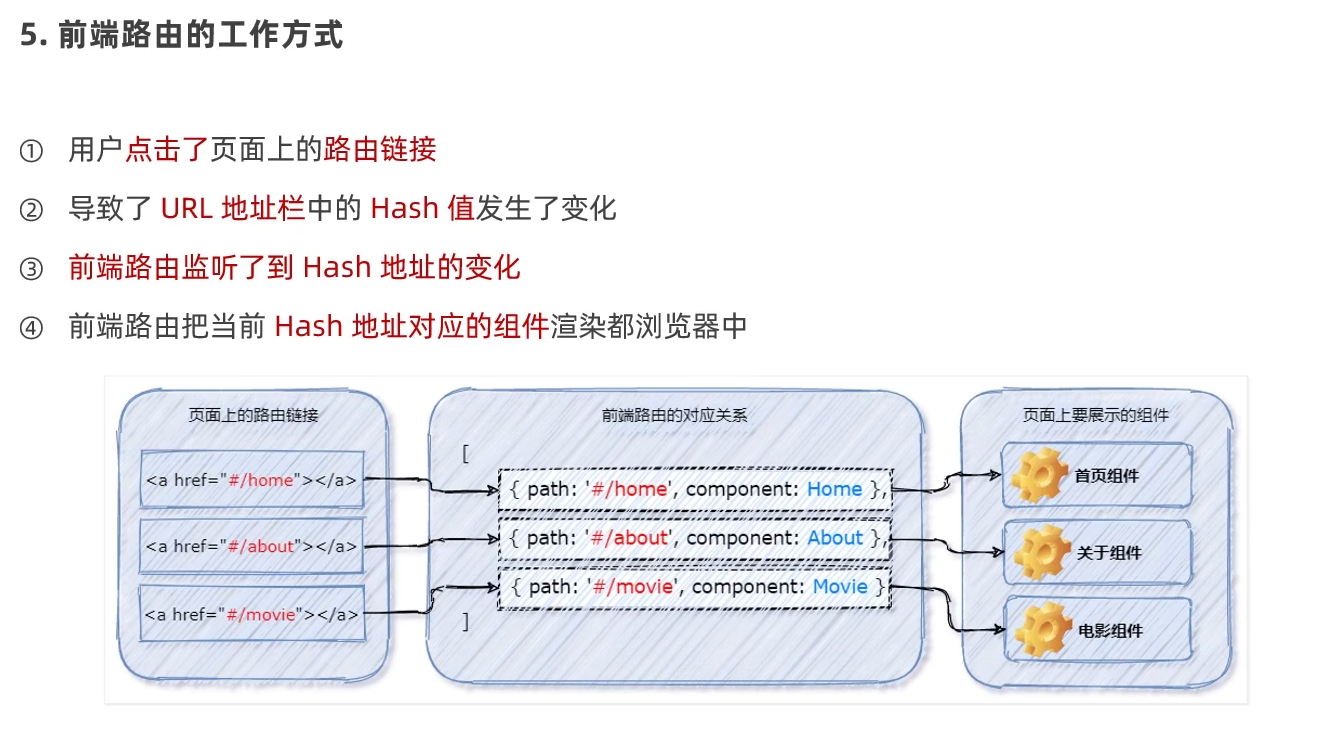 5. 前端路由的工作方式
① 用户点击了页面上的路由链接
② 导致了 URL 地址栏中的 Hash 值发生了变化
③ 前端路由监听了到 Hash 地址的变化
④ 前端路由把当前 Hash 地址对应的组件渲染都浏览器中
页面上的路由链接
<a href="#/home"></a>
<a href="#/about"></a>
<a href="#/movie"></a>
前端路由的对应关系
[
{ path: '#/home', component: Home },
{ path: '#/about', component: About },
{ path: '#/movie', component: Movie }
]
页面上要展示的组件
首页组件
关于组件
电影组件